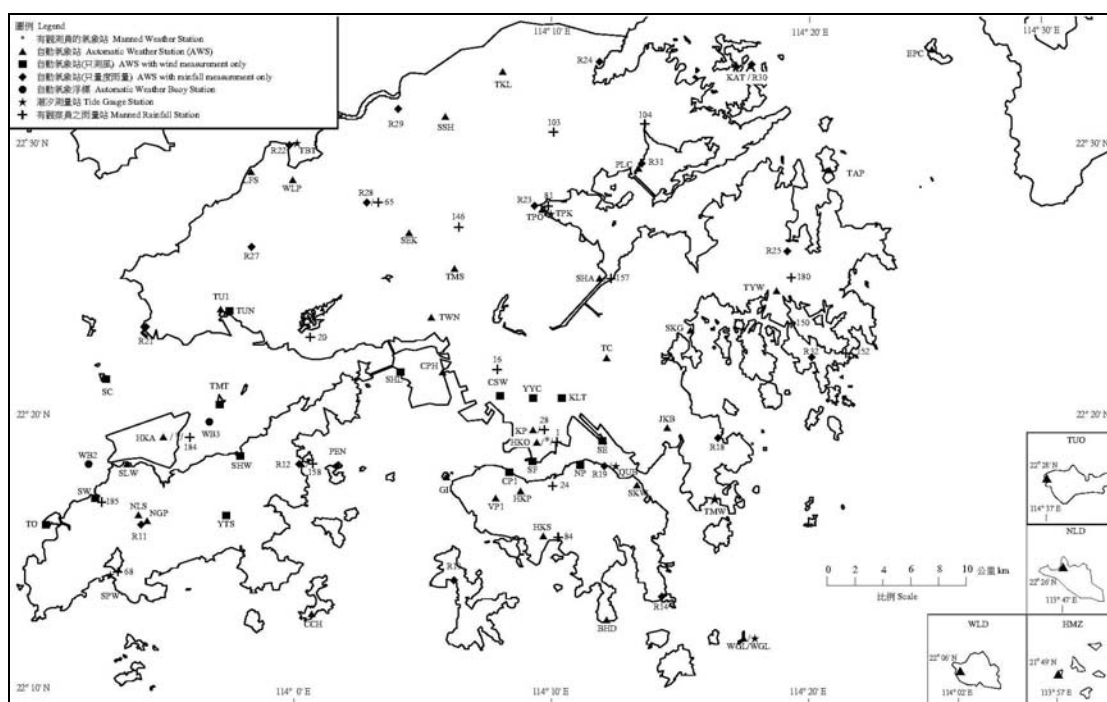 圖例 Legend
有觀測員的氣象站 Manned Weather Station
自動氣象站 Automatic Weather Station (AWS)
自動氣象站(只測風) AWS with wind measurement only
自動氣象站(只量度雨量) AWS with rainfall measurement only
自動氣象浮標 Automatic Weather Buoy Station
潮汐測量站 Tide Gauge Station
有觀察員之雨量站 Manned Rainfall Station
114° 10' E
114° 20' E
114° 30' E
EPC
R24
KAT / R30
TKL
R29
SSH
103
104
22° 30' N
22° 30' N
R22
TBT
R31
PLC
LFS
WLP
TAP
R28
65
R23
81
TPO
TPK
146
SEK
R27
R25
TMS
SHA
157
180
TYW
TU1
TUN
TWN
150
SKG
R21
20
TC
R32
152
16
CPH
SHL
CSW
SC
TMT
YYC
KLT
22° 20' N
22° 20' N
WB3
28
JKB
KP
1
HKA
184
HKO
R18
TUO
SE
WB2
SHW
R12
PEN
SLW
158
SF
NP
R19
QUB
22° 28' N
GI
CP1
24
SKW
SW
185
HKP
VP1
TMW
114° 37' E
NLS
NGP
TO
YTS
R11
NLD
HKS
84
0 2 4 6 8 10 公里 km
比例 Scale
22° 26' N
68
SPW
113° 47' E
R14
CCH
BHD
WGL/WGL
WLD
HMZ
22° 06' N
21° 49' N
22° 10' N
114° 0' E
114° 10' E
114° 20' E
114° 02' E
113° 57' E